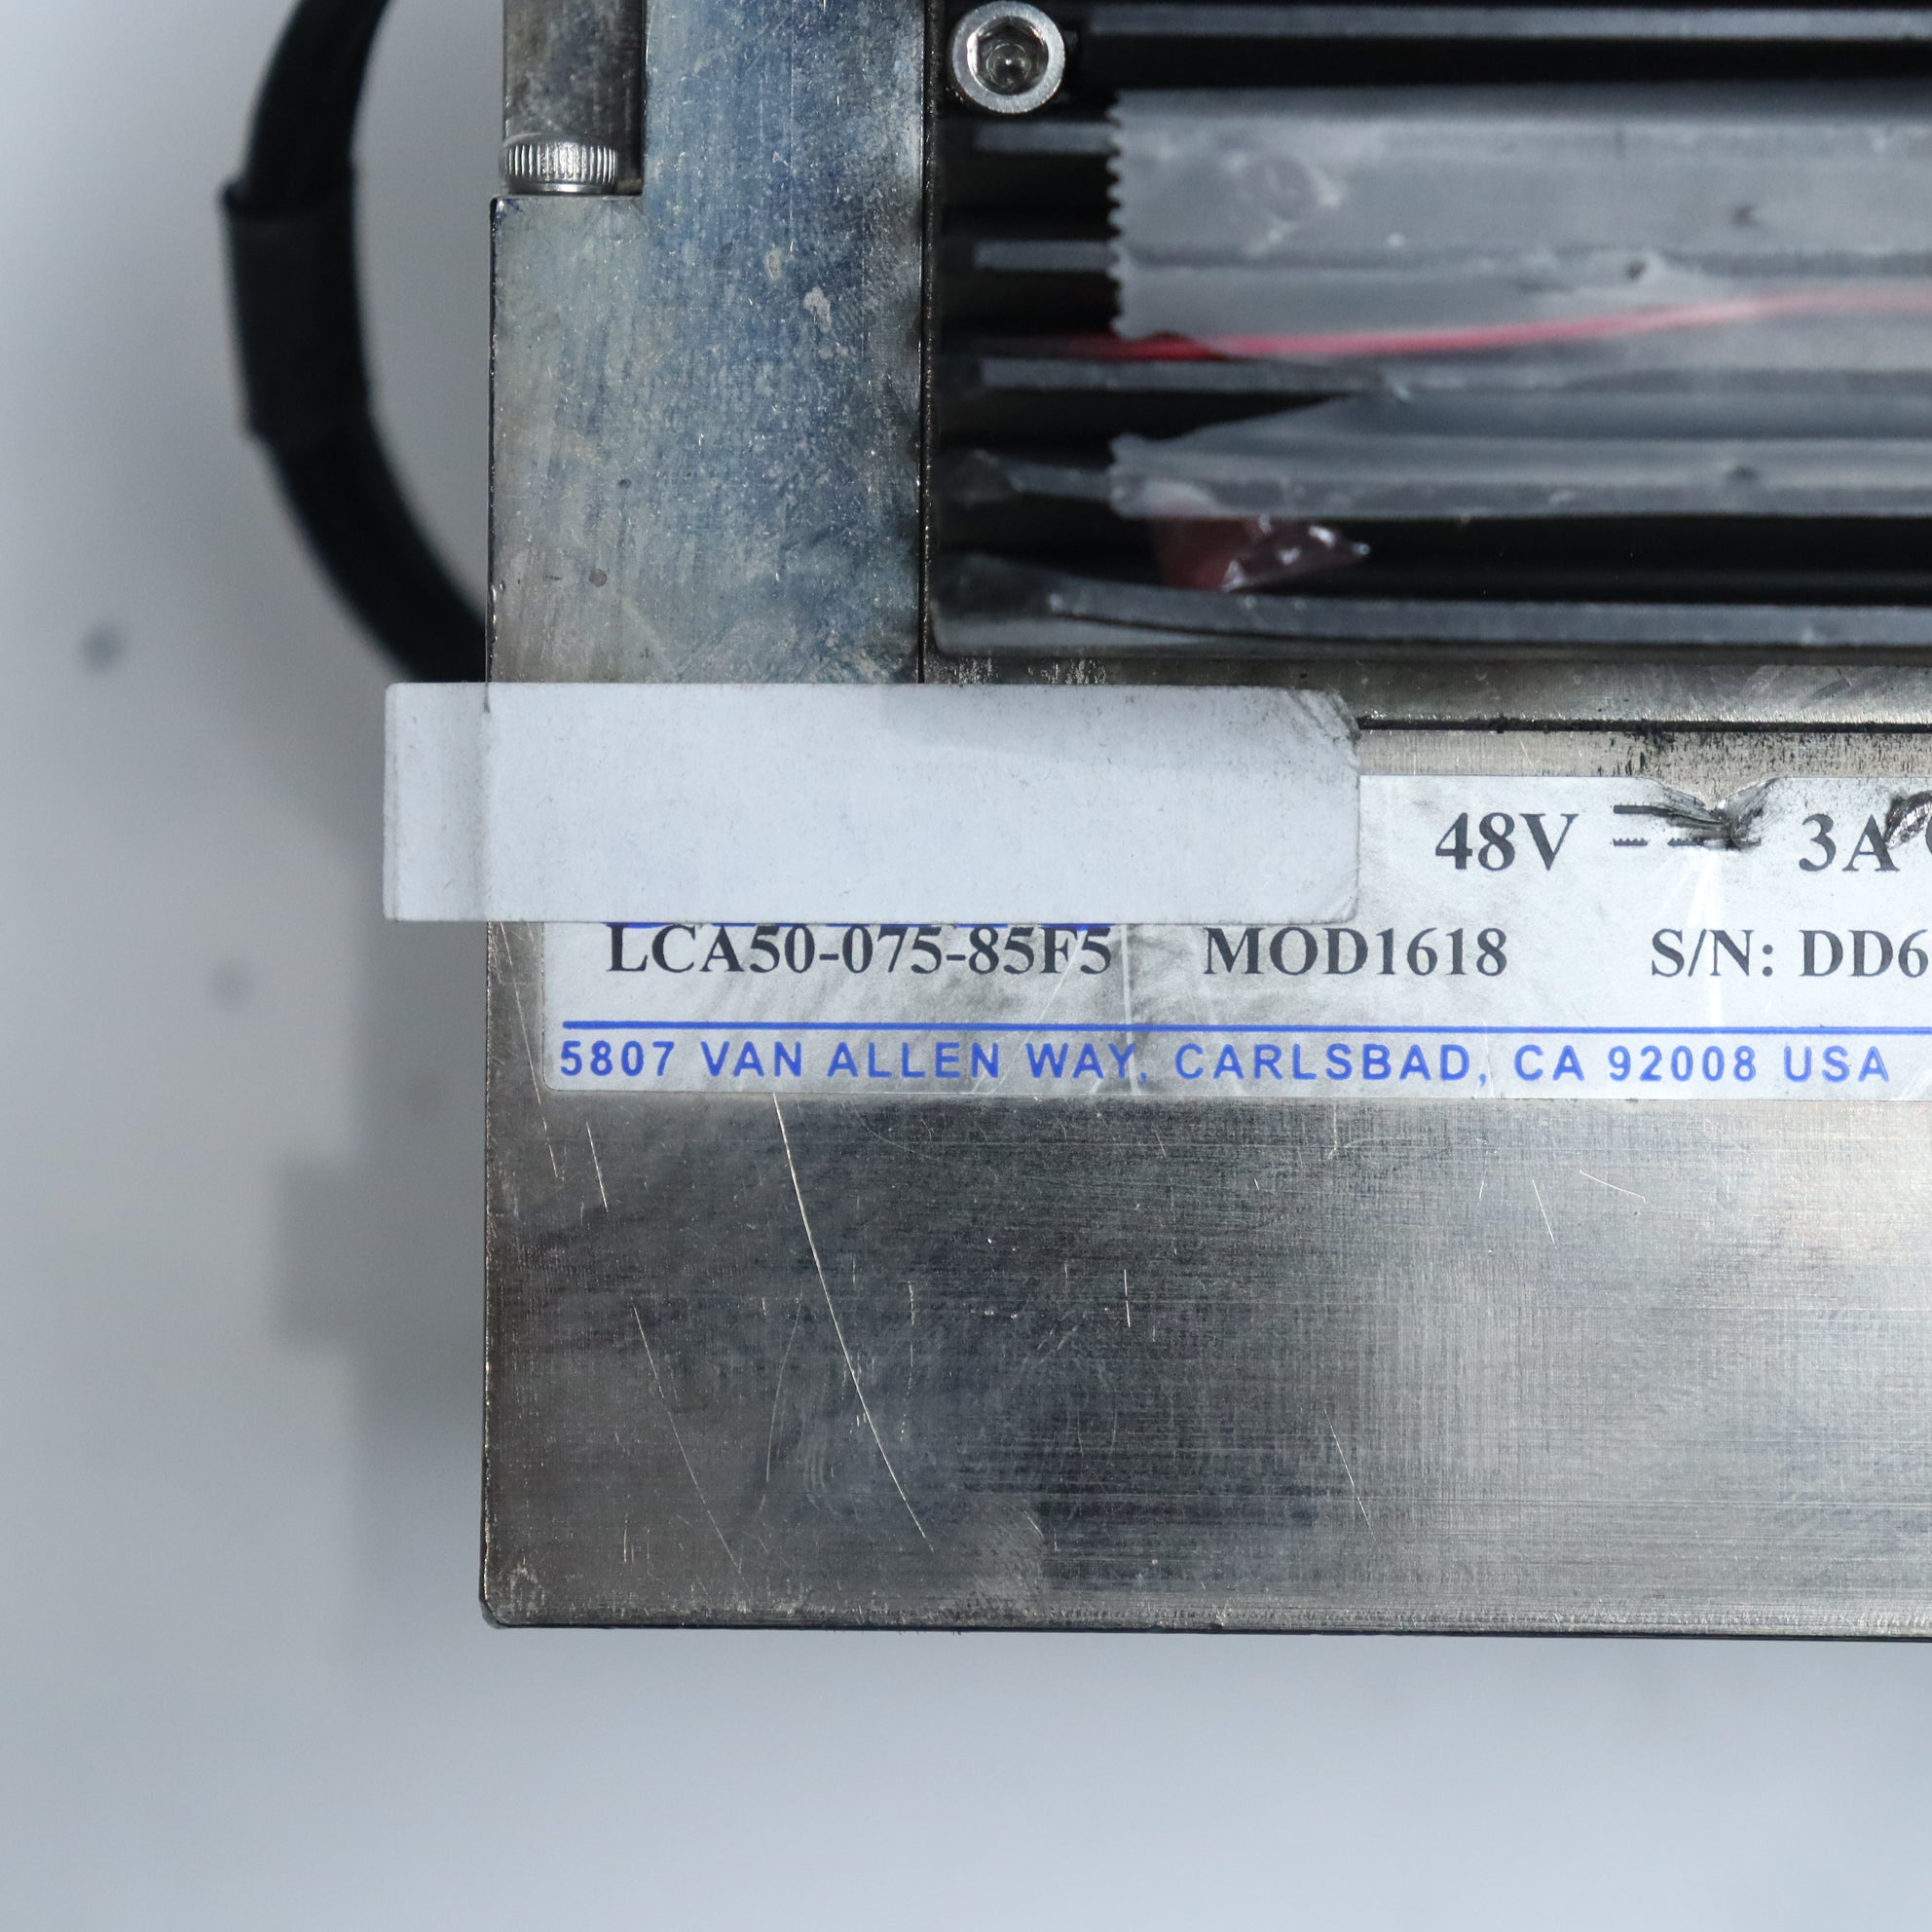 48V ⎓ 3A
LCA50-075-85F5 MOD1618 S/N: DD6
5807 VAN ALLEN WAY, CARLSBAD, CA 92008 USA